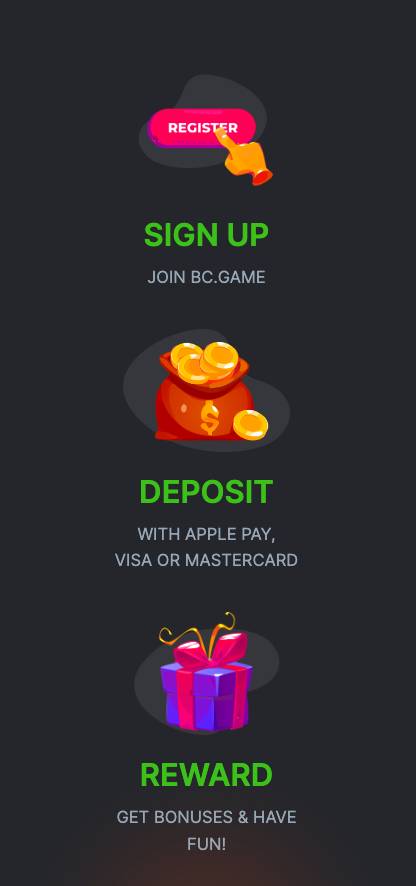 REGISTER
SIGN UP
JOIN BC.GAME
$
DEPOSIT
WITH APPLE PAY,
VISA OR MASTERCARD
REWARD
GET BONUSES & HAVE
FUN!